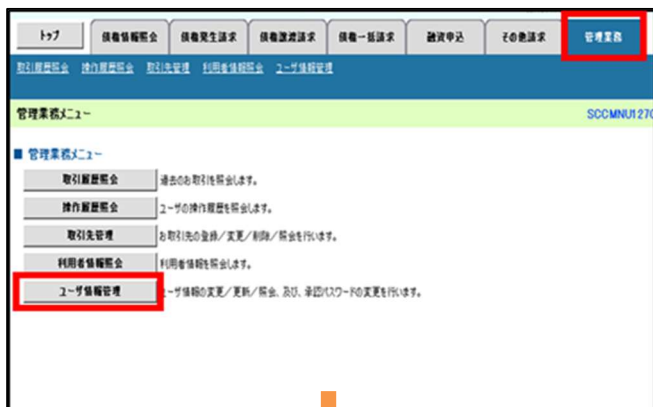 トップ 債権情報照会 債権発生請求 債権譲渡請求 債権一括請求 融資申込 その他請求 管理業務
取引履歴照会 操作履歴照会 取引先管理 利用者情報照会 ユーザ情報管理
管理業務メニュー SCCMNU1270
■ 管理業務メニュー
取引履歴照会 過去のお取引を照会します。
操作履歴照会 ユーザの操作履歴を照会します。
取引先管理 お取引先の登録／変更／削除／照会を行います。
利用者情報照会 利用者情報を照会します。
ユーザ情報管理 ユーザ情報の変更／更新／照会、及び、承認パスワードの変更を行います。